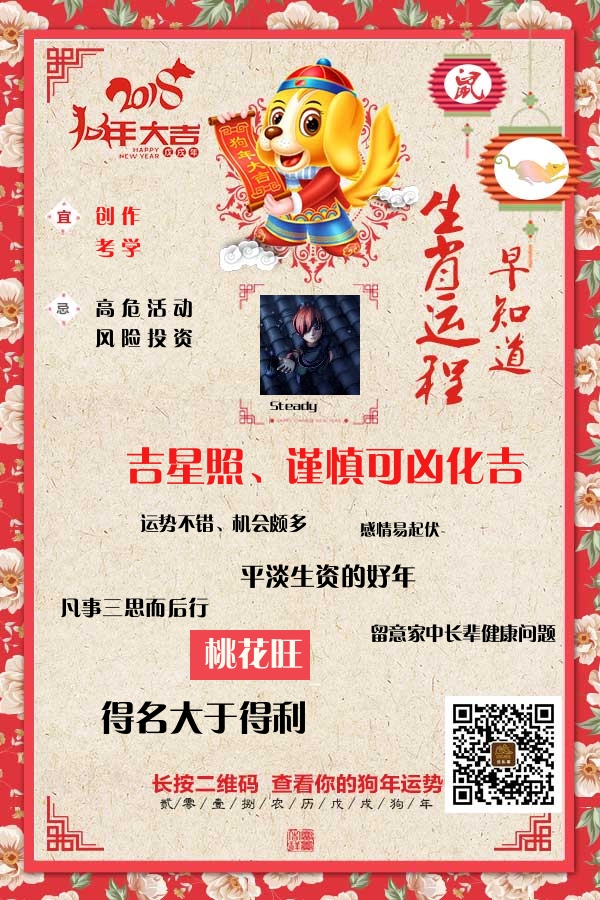 2018
狗年大吉
HAPPY
NEW YEAR
戊戌年
狗年大吉
鼠
宜
创作
考学
忌
高危活动
风险投资
生肖运程
早知道
Steady
HAPPY CHINESE NEW YEAR
吉星照、谨慎可凶化吉
运势不错、机会颇多
感情易起伏
平淡生资的好年
凡事三思而后行
留意家中长辈健康问题
桃花旺
得名大于得利
长按二维码 查看你的狗年运势
贰/零/壹/捌/农/历/戊/戌/狗/年